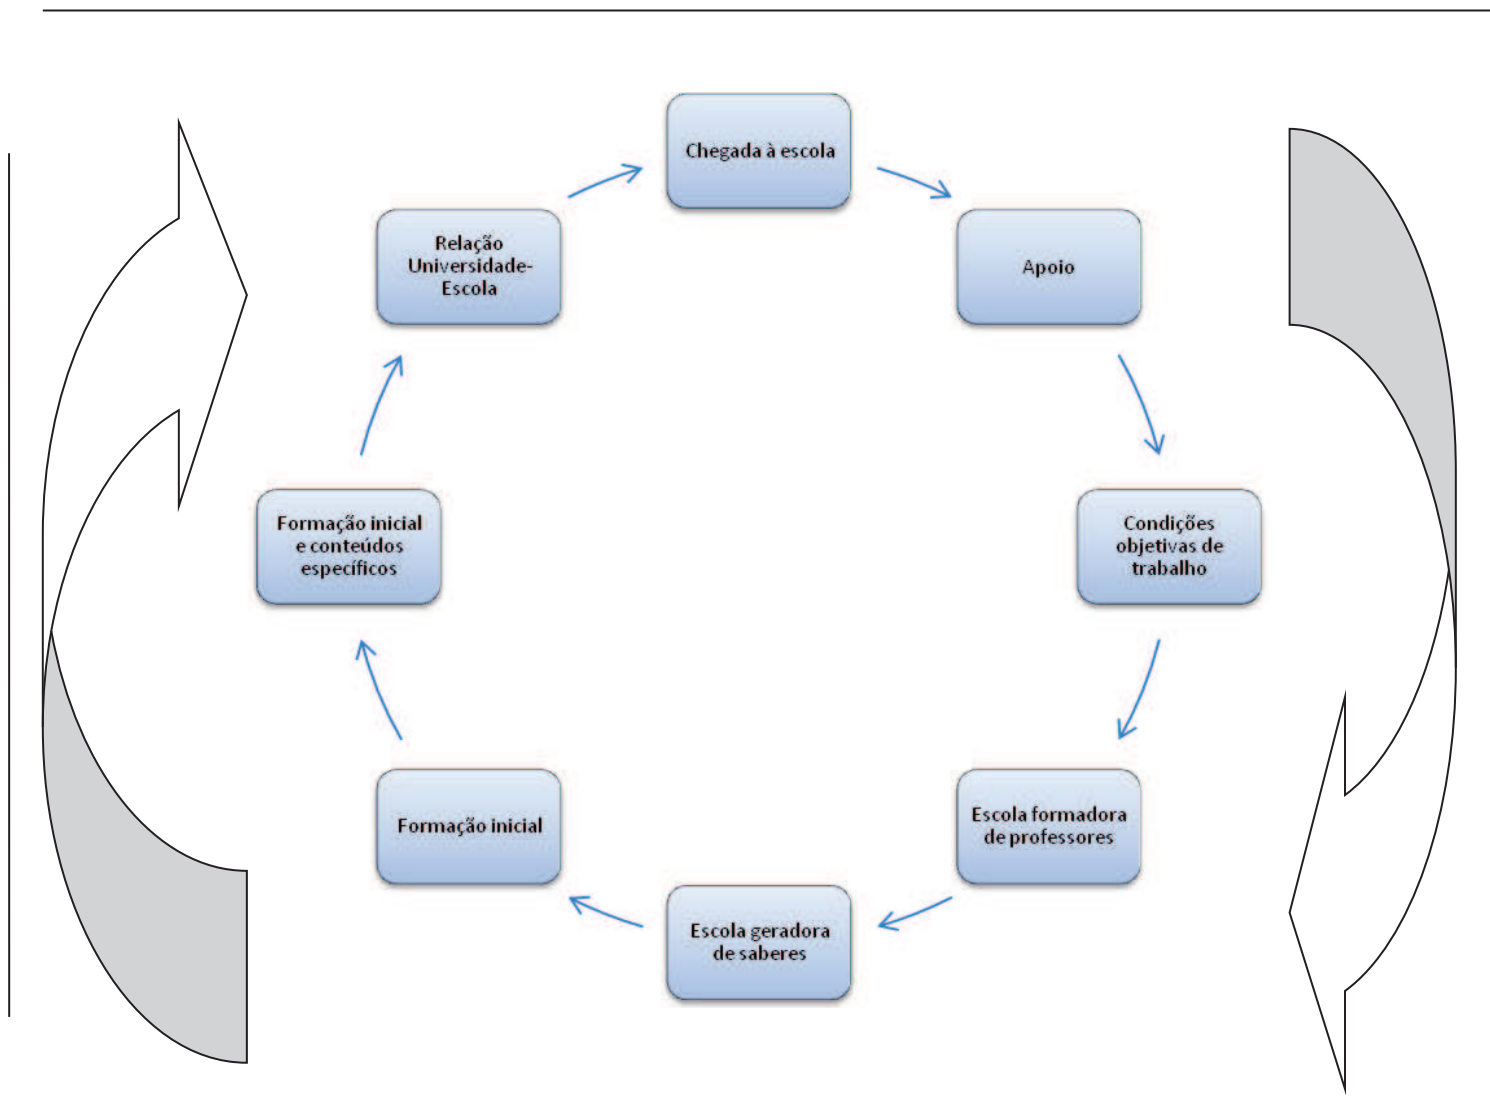 Chegada à escola
Apoio
Condições
objetivas de
trabalho
Escola formadora
de professores
Escola geradora
de saberes
Formação inicial
Formação inicial
e conteúdos
específicos
Relação
Universidade-
Escola